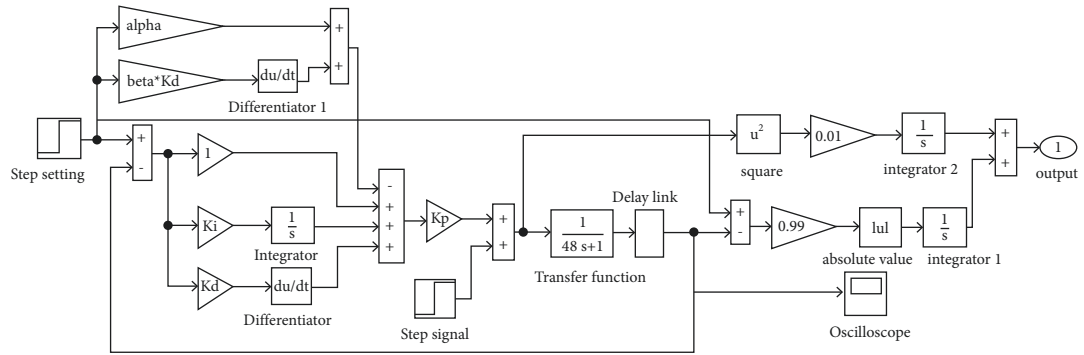 alpha
+
+
beta*Kd
du/dt
Differentiator 1
Step setting
+
-
1
Ki
1
s
Integrator
Kd
du/dt
Differentiator
-
+
+
+
Kp
+
+
Step signal
1
48 s+1
Transfer function
Delay link
u²
square
0.01
1
s
integrator 2
+
-
0.99
lul
absolute value
1
s
integrator 1
+
+
1
output
Oscilloscope